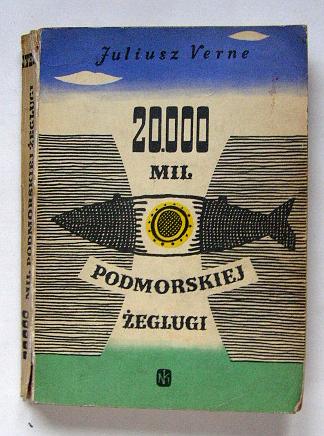 Juliusz Verne
20.000
MIL
PODMORSKIEJ
ŻEGLUGI
20.000 MIL PODMORSKIEJ ŻEGLUGI